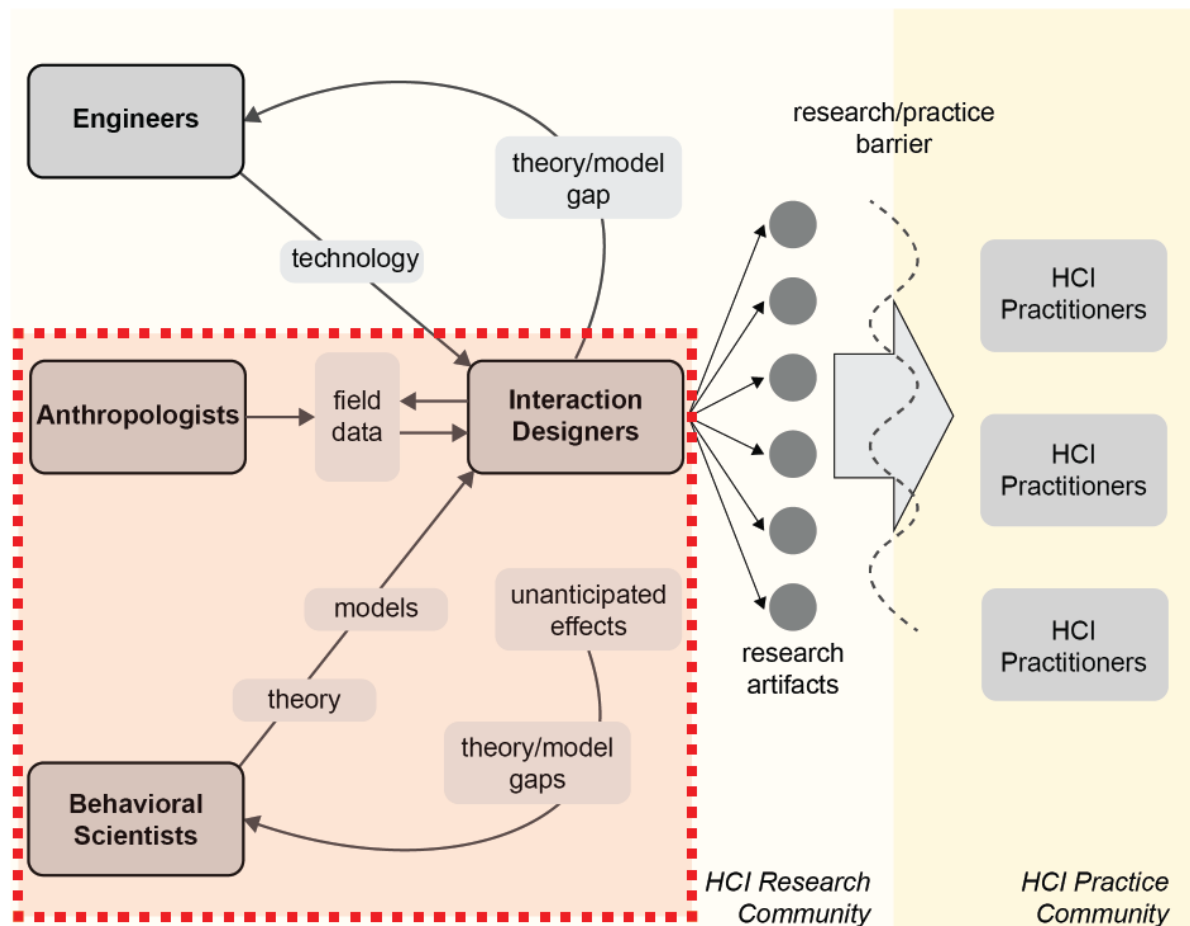 Engineers
theory/model
gap
technology
research/practice
barrier
Anthropologists
field
data
Interaction
Designers
models
theory
unanticipated
effects
theory/model
gaps
Behavioral
Scientists
research
artifacts
HCI
Practitioners
HCI
Practitioners
HCI
Practitioners
HCI Research
Community
HCI Practice
Community